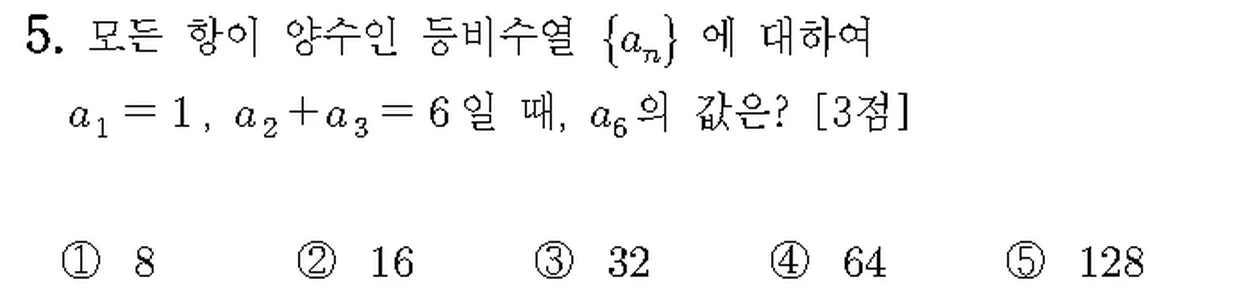 5. 모든 항이 양수인 등비수열 {aₙ} 에 대하여
a₁ = 1, a₂+a₃ = 6 일 때, a₆의 값은? [3점]
① 8 ② 16 ③ 32 ④ 64 ⑤ 128